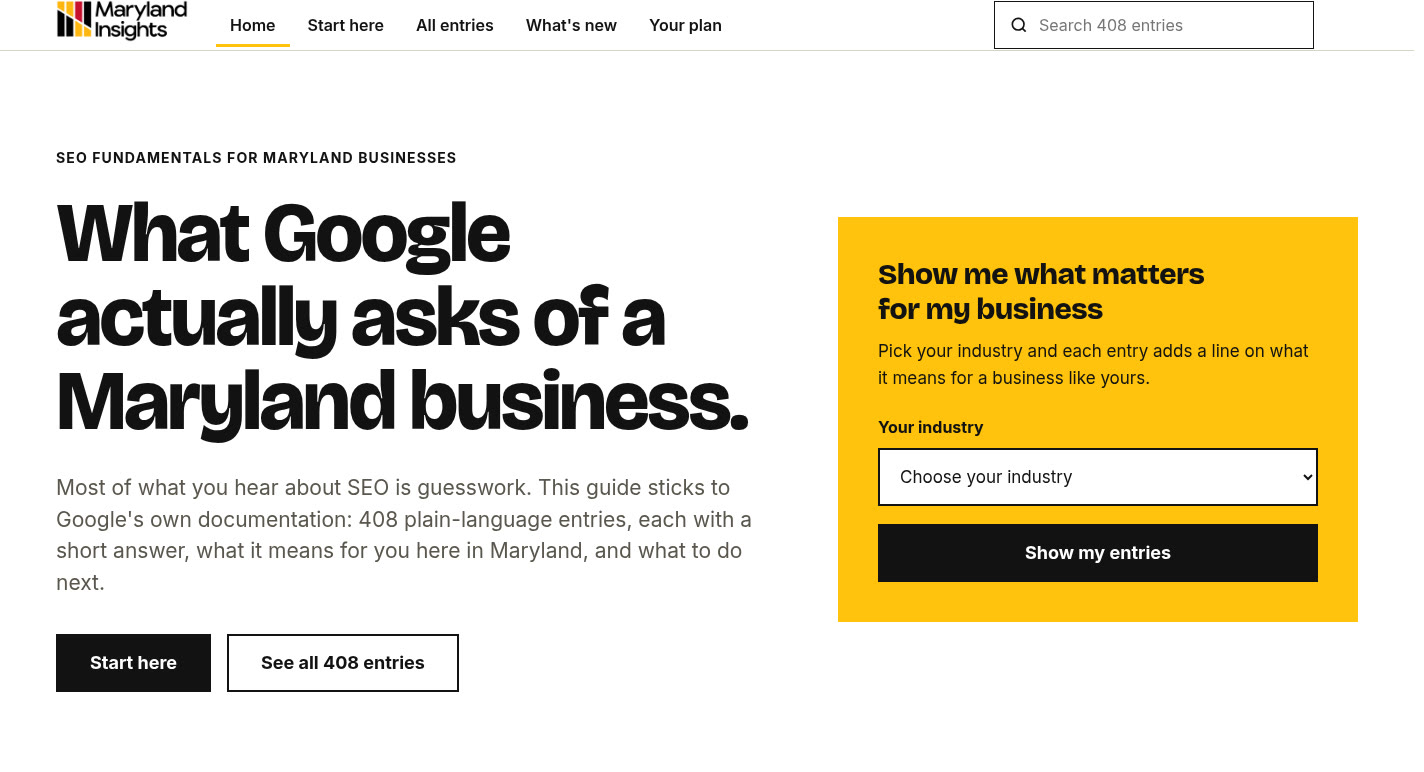 Maryland
Insights
Home
Start here
All entries
What's new
Your plan
Search 408 entries
SEO FUNDAMENTALS FOR MARYLAND BUSINESSES
What Google
actually asks of a
Maryland business.
Most of what you hear about SEO is guesswork. This guide sticks to
Google's own documentation: 408 plain-language entries, each with a
short answer, what it means for you here in Maryland, and what to do
next.
Start here
See all 408 entries
Show me what matters
for my business
Pick your industry and each entry adds a line on what
it means for a business like yours.
Your industry
Choose your industry
Show my entries